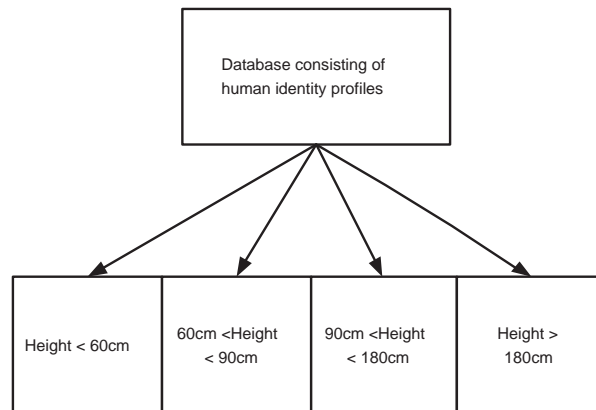 Database consisting of
human identity profiles
Height < 60cm
60cm <Height
< 90cm
90cm <Height
< 180cm
Height >
180cm